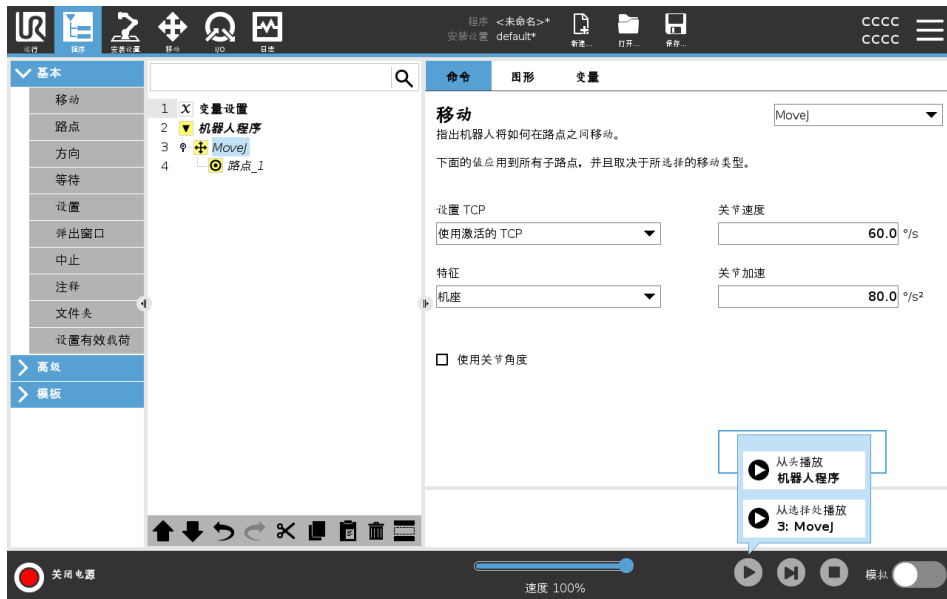 UR
运行
程序
安装设置
移动
I/O
日志
程序 <未命名>*
安装设置 default*
新建...
打开...
保存...
CCCC
CCCC
基本
移动
路点
方向
等待
设置
弹出窗口
中止
注释
文件夹
设置有效载荷
高级
模板
1 X 变量设置
2 机器人程序
3 MoveJ
4 路点_1
命令 图形 变量
移动
MoveJ
指出机器人将如何在路点之间移动。
下面的值应用到所有子路点，并且取决于所选择的移动类型。
设置 TCP
关节速度
使用激活的 TCP
60.0 °/s
特征
关节加速
机座
80.0 °/s²
使用关节角度
从头播放
机器人程序
从选择处播放
3: MoveJ
关闭电源
速度 100%
模拟